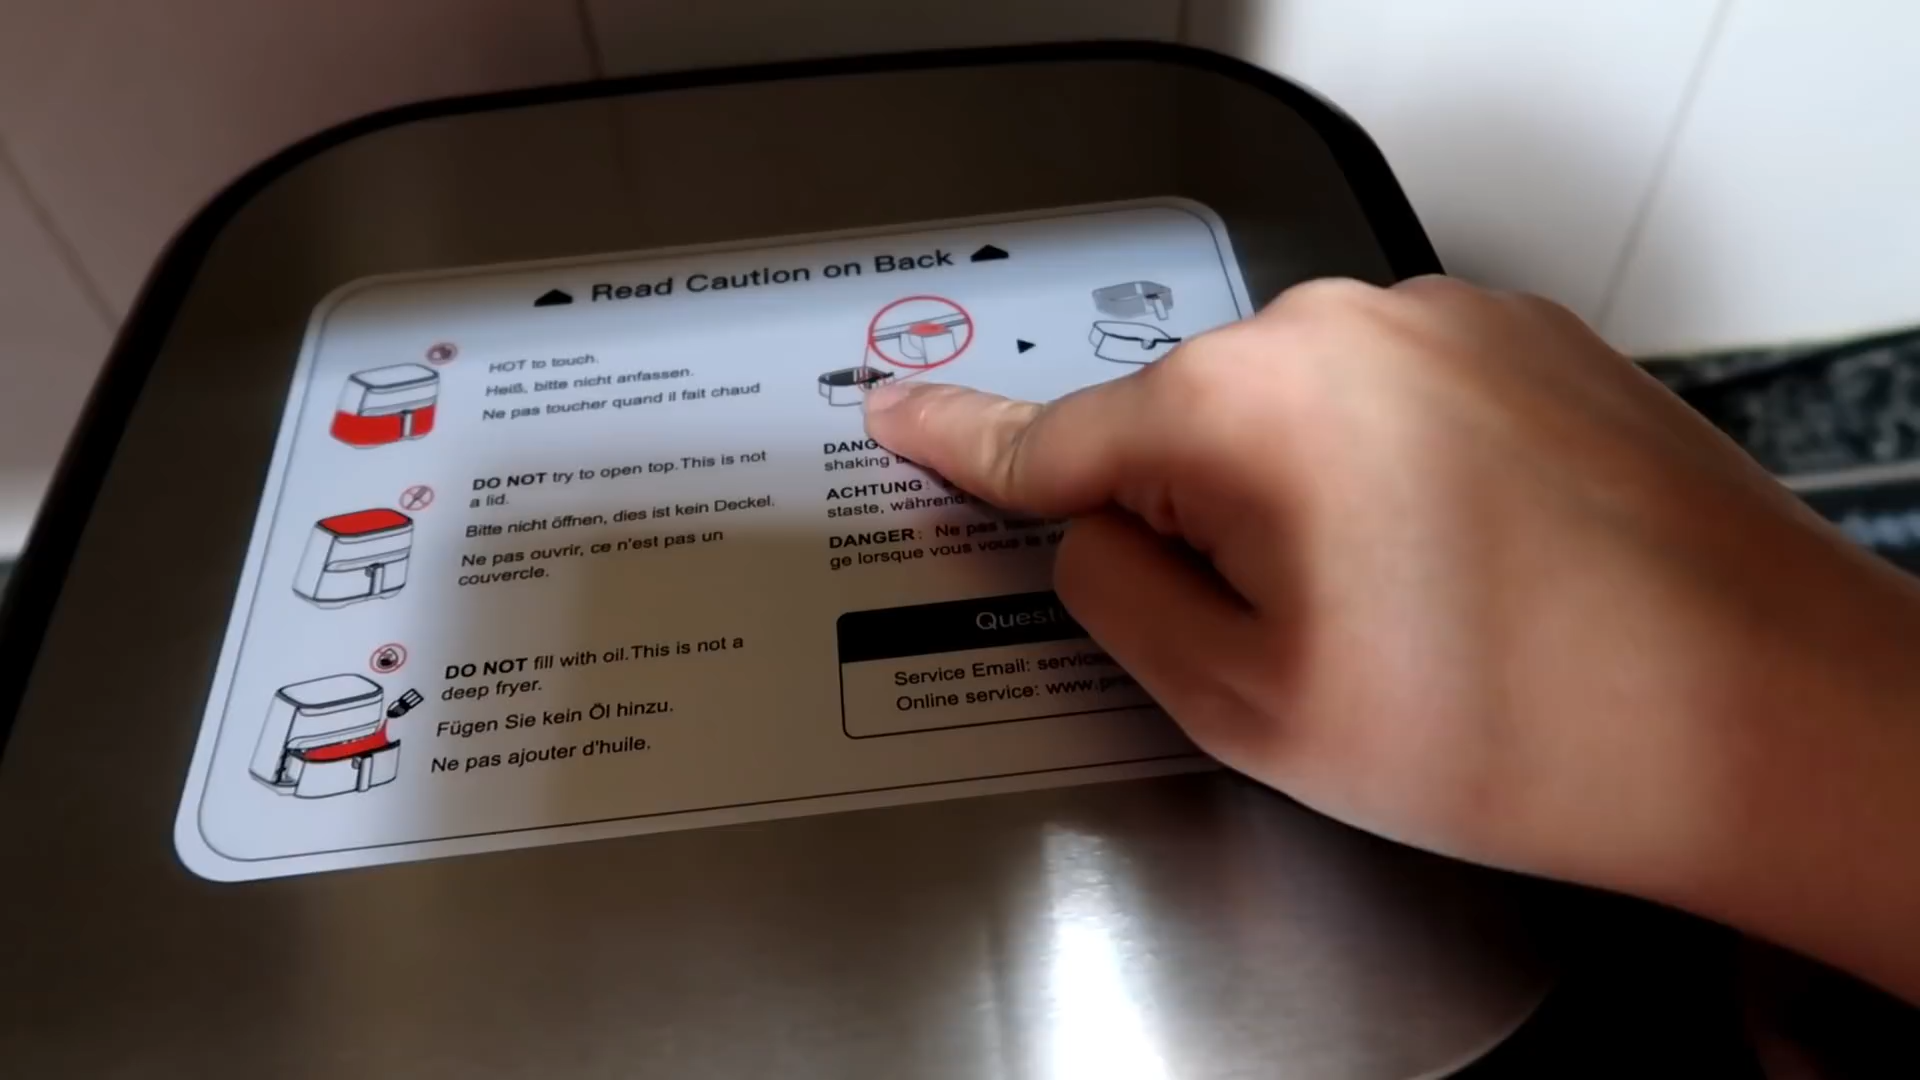 Read Caution on Back
HOT to touch.
Heiß, bitte nicht anfassen.
Ne pas toucher quand il fait chaud
DO NOT try to open top.This is not
a lid.
Bitte nicht öffnen, dies ist kein Deckel.
Ne pas ouvrir, ce n'est pas un
couvercle.
DO NOT fill with oil.This is not a
deep fryer.
Fügen Sie kein Öl hinzu.
Ne pas ajouter d'huile.
shaking
ACHTUNG:
staste, während
DANGER: Ne pas
ge lorsque vous vous
Service Email:
Online service: